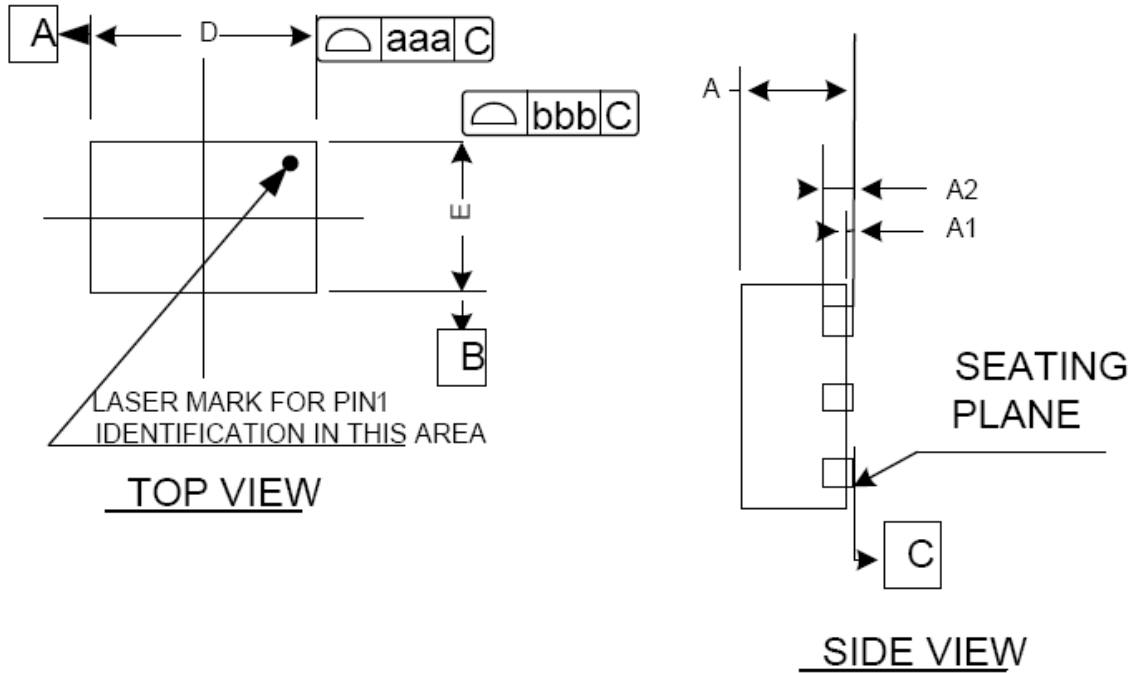 A
D
aaa C
bbb C
E
B
LASER MARK FOR PIN1
IDENTIFICATION IN THIS AREA
TOP VIEW
A
A2
A1
SEATING
PLANE
C
SIDE VIEW